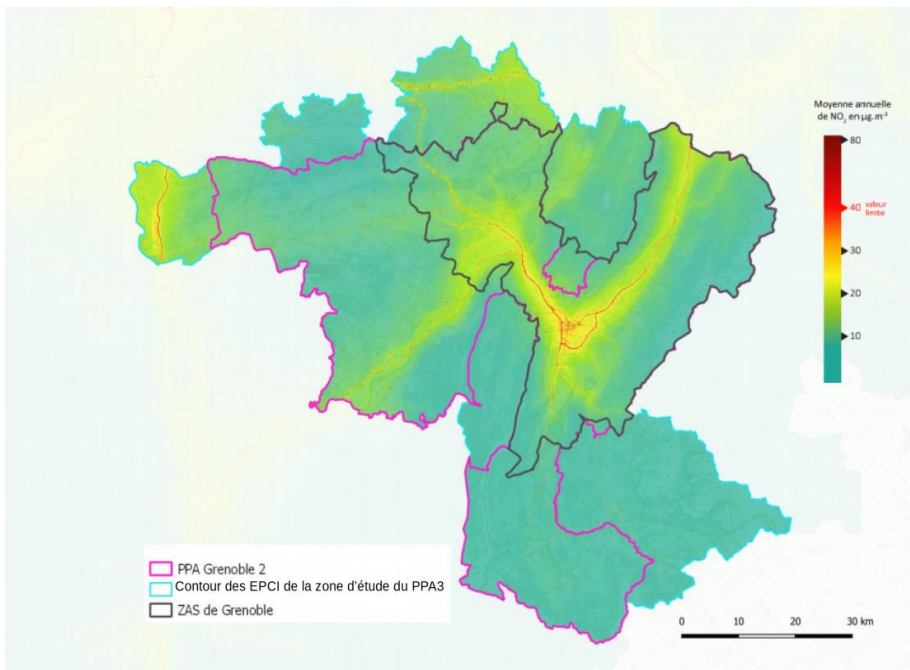 Moyenne annuelle
de NO₂ en µg.m⁻³
80
40 valeur
limite
30
20
10
PPA Grenoble 2
Contour des EPCI de la zone d'étude du PPA3
ZAS de Grenoble
0 10 20 30 km